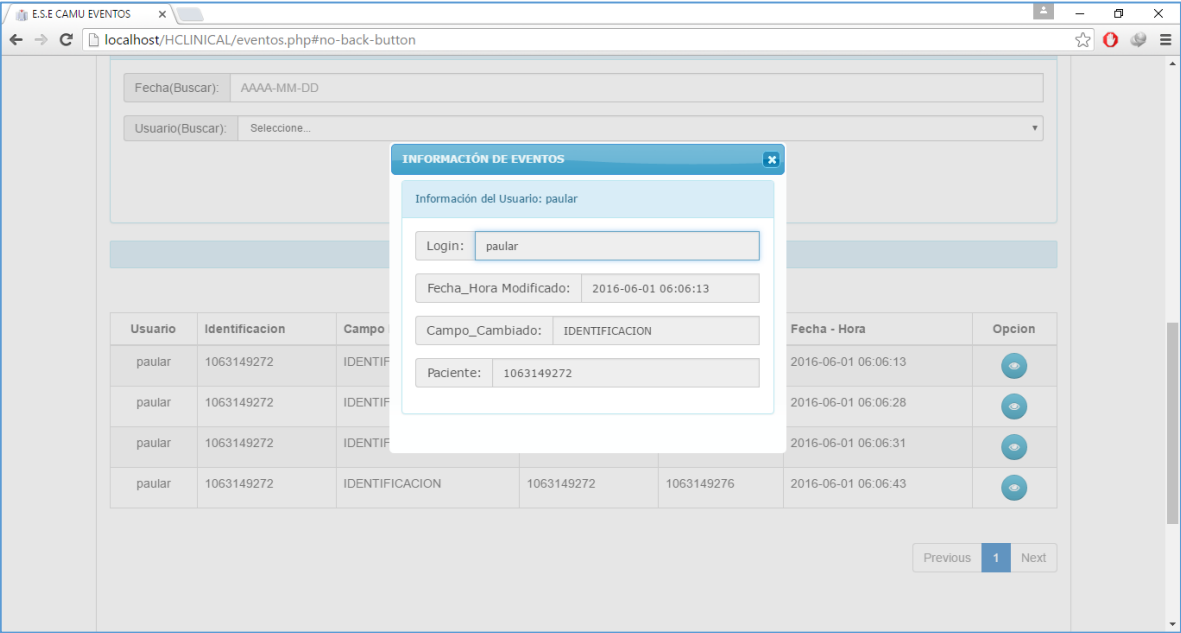 E.S.E CAMU EVENTOS
localhost/HCLINICAL/eventos.php#no-back-button
Fecha(Buscar): AAAA-MM-DD
Usuario(Buscar): Seleccione...
INFORMACIÓN DE EVENTOS
Información del Usuario: paular
Login: paular
Fecha_Hora Modificado: 2016-06-01 06:06:13
Campo_Cambiado: IDENTIFICACION
Paciente: 1063149272
Usuario Identificacion Campo Fecha - Hora Opcion
paular 1063149272 IDENTIF 2016-06-01 06:06:13
paular 1063149272 IDENTIF 2016-06-01 06:06:28
paular 1063149272 IDENTIF 2016-06-01 06:06:31
paular 1063149272 IDENTIFICACION 1063149272 1063149276 2016-06-01 06:06:43
Previous 1 Next